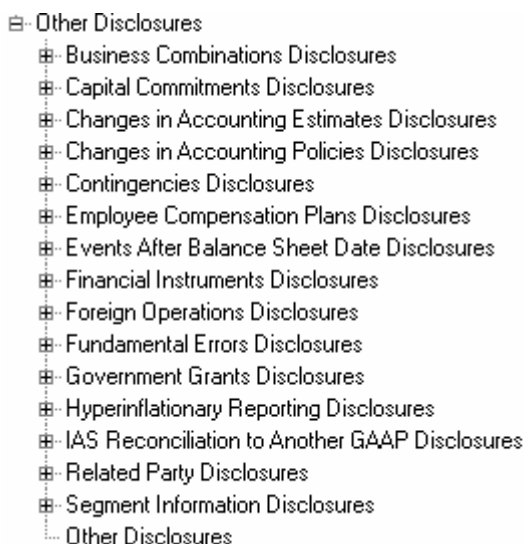 Other Disclosures
Business Combinations Disclosures
Capital Commitments Disclosures
Changes in Accounting Estimates Disclosures
Changes in Accounting Policies Disclosures
Contingencies Disclosures
Employee Compensation Plans Disclosures
Events After Balance Sheet Date Disclosures
Financial Instruments Disclosures
Foreign Operations Disclosures
Fundamental Errors Disclosures
Government Grants Disclosures
Hyperinflationary Reporting Disclosures
IAS Reconciliation to Another GAAP Disclosures
Related Party Disclosures
Segment Information Disclosures
Other Disclosures